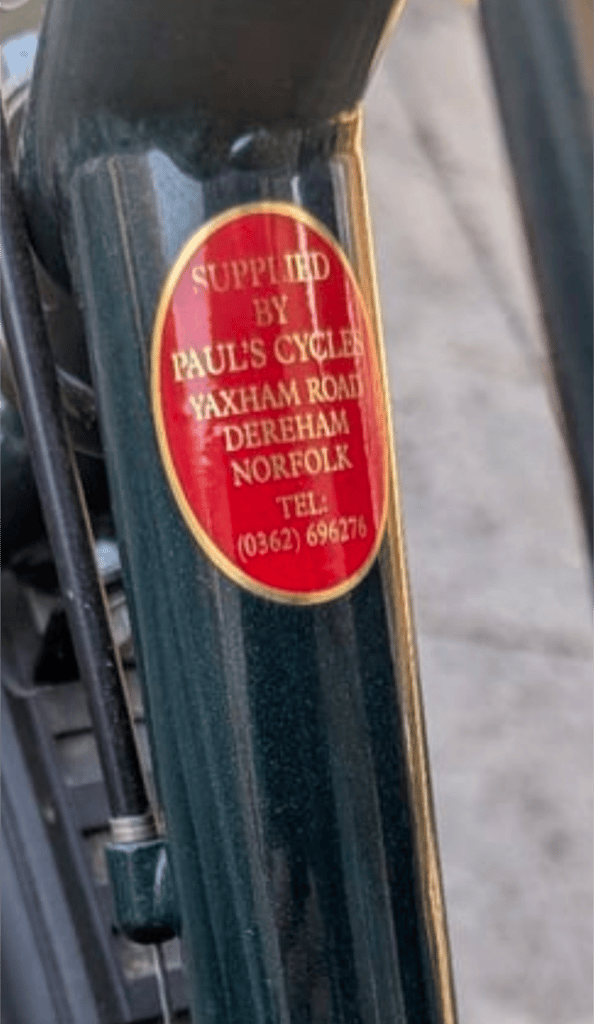 SUPPLIED
BY
PAUL'S CYCLES
YAXHAM ROAD
DEREHAM
NORFOLK
TEL:
(0362) 696276